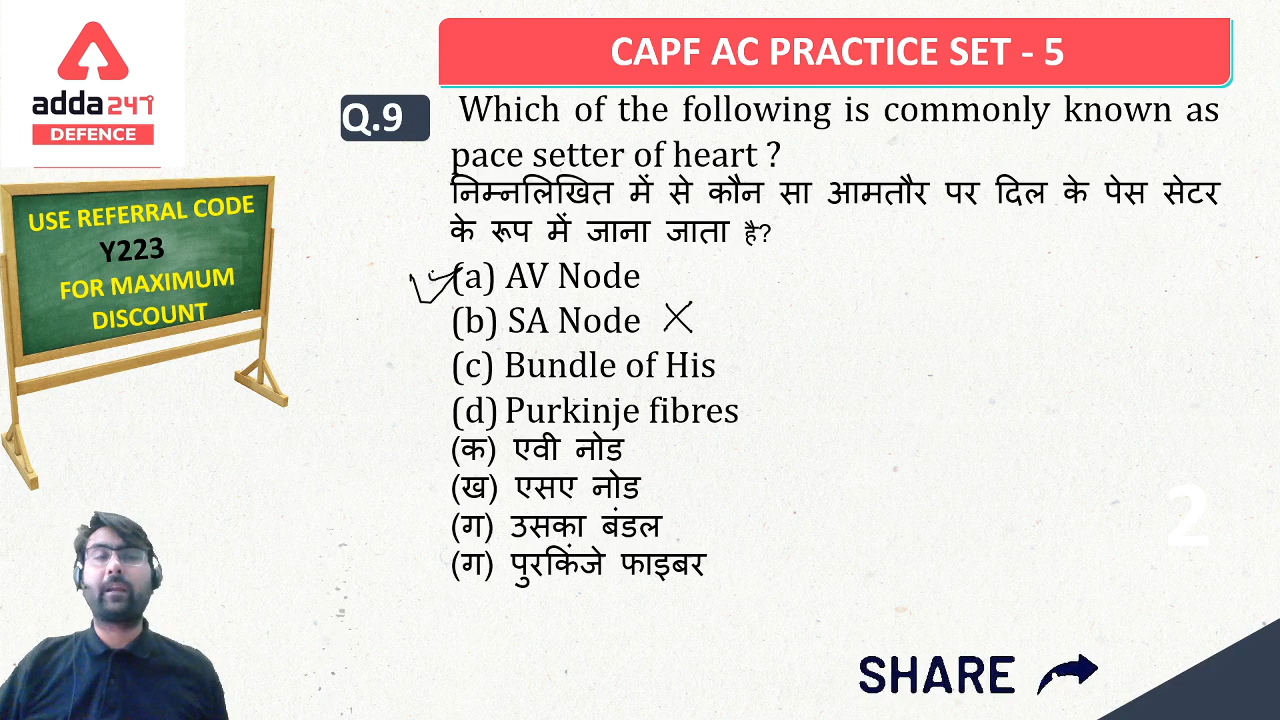 adda247
DEFENCE
CAPF AC PRACTICE SET - 5
USE REFERRAL CODE
Y223
FOR MAXIMUM
DISCOUNT
Q.9 Which of the following is commonly known as
pace setter of heart ?
निम्नलिखित में से कौन सा आमतौर पर दिल के पेस सेटर
के रूप में जाना जाता है?
(a) AV Node
(b) SA Node
(c) Bundle of His
(d) Purkinje fibres
(क) एवी नोड
(ख) एसए नोड
(ग) उसका बंडल
(ग) पुरकिंजे फाइबर
2
SHARE